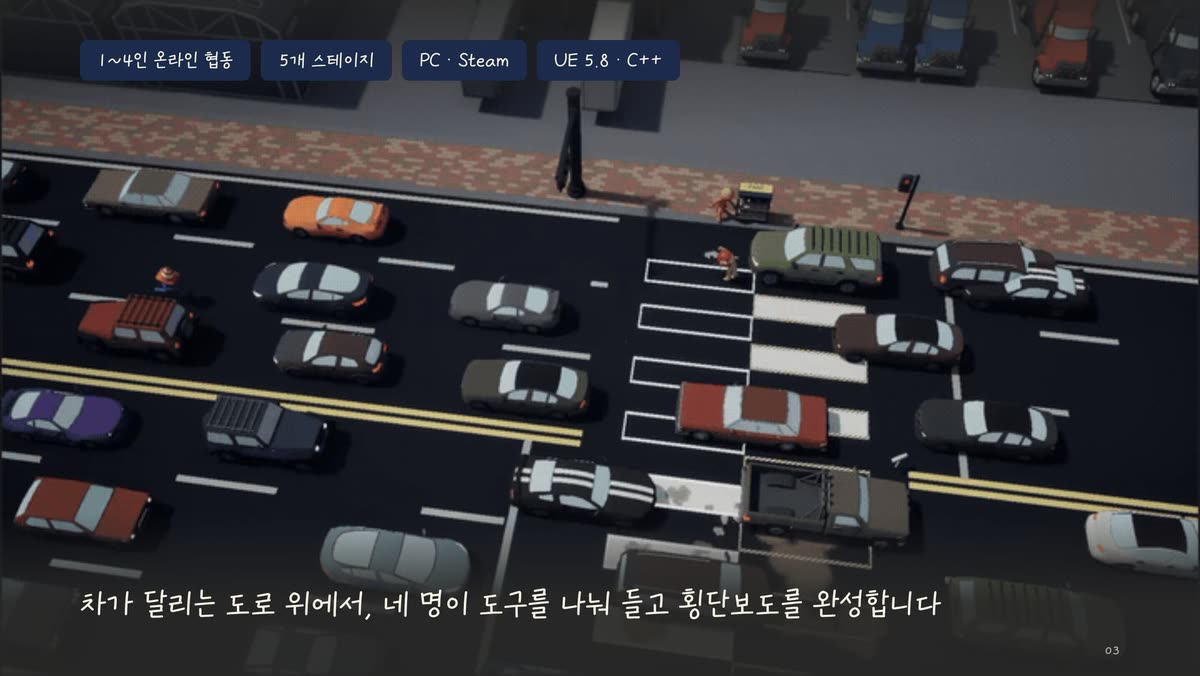 1~4인 온라인 협동
5개 스테이지
PC · Steam
UE 5.8 · C++
차가 달리는 도로 위에서, 네 명이 도구를 나눠 들고 횡단보도를 완성합니다
03